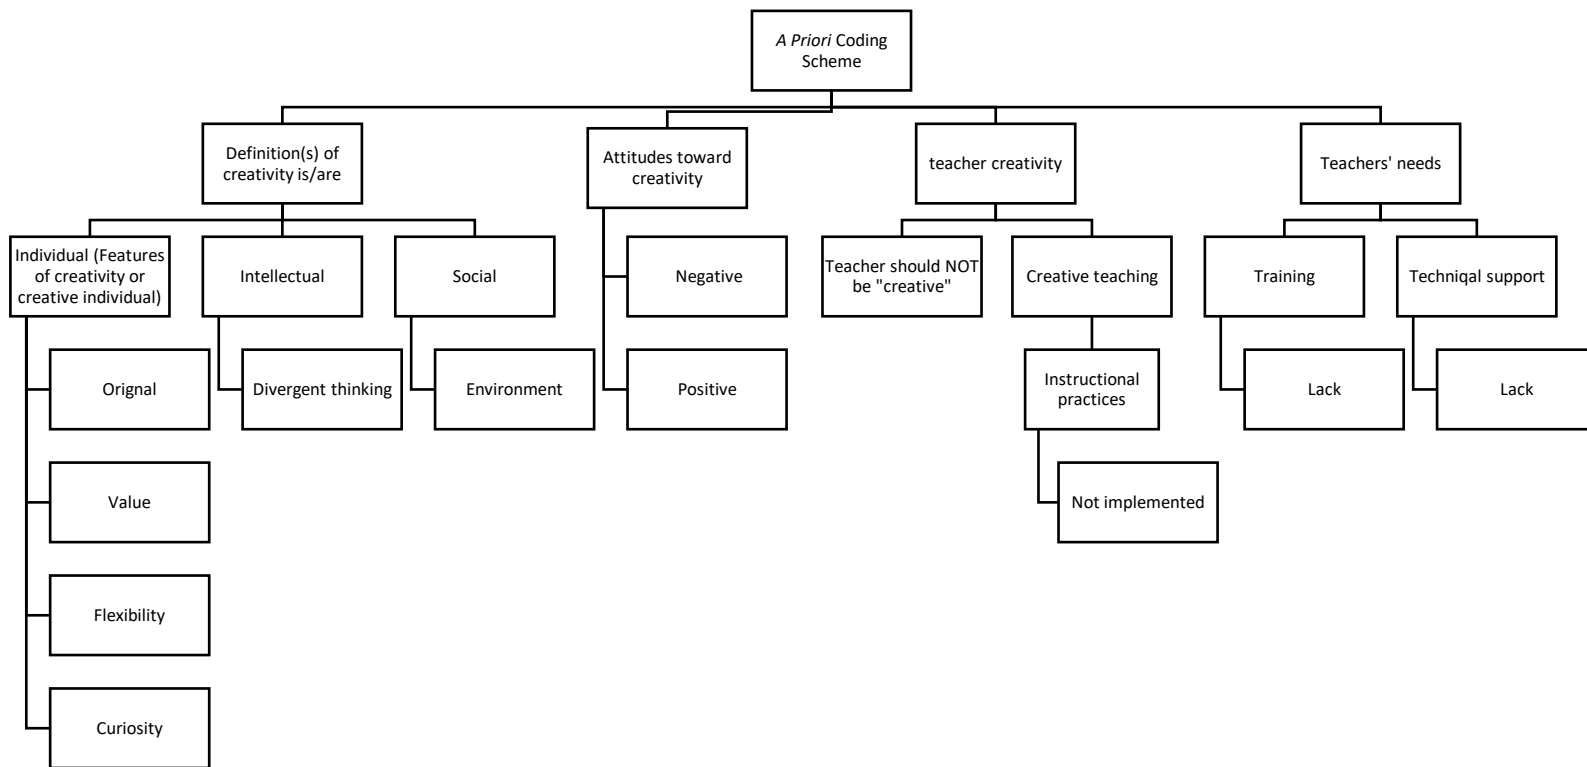 A Priori Coding
Scheme
Definition(s) of
creativity is/are
Attitudes toward
creativity
teacher creativity
Teachers' needs
Individual (Features
of creativity or
creative individual)
Intellectual
Social
Negative
Teacher should NOT
be "creative"
Creative teaching
Training
Techniqal support
Orignal
Divergent thinking
Environment
Positive
Instructional
practices
Lack
Lack
Value
Not implemented
Flexibility
Curiosity